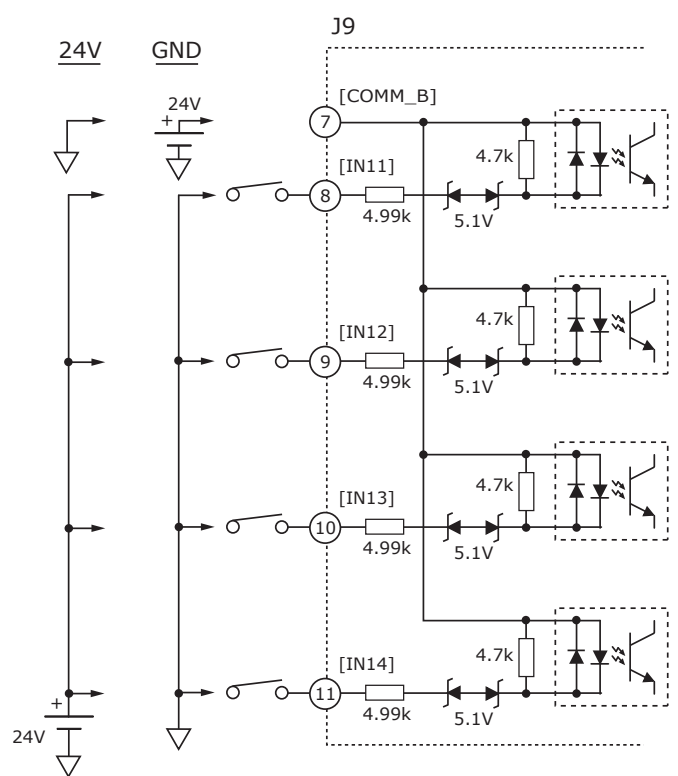 J9
24V GND
24V
+
[COMM_B]
7
4.7k
[IN11]
8
4.99k
5.1V
4.7k
[IN12]
9
4.99k
5.1V
4.7k
[IN13]
10
4.99k
5.1V
4.7k
[IN14]
11
4.99k
5.1V
+
24V